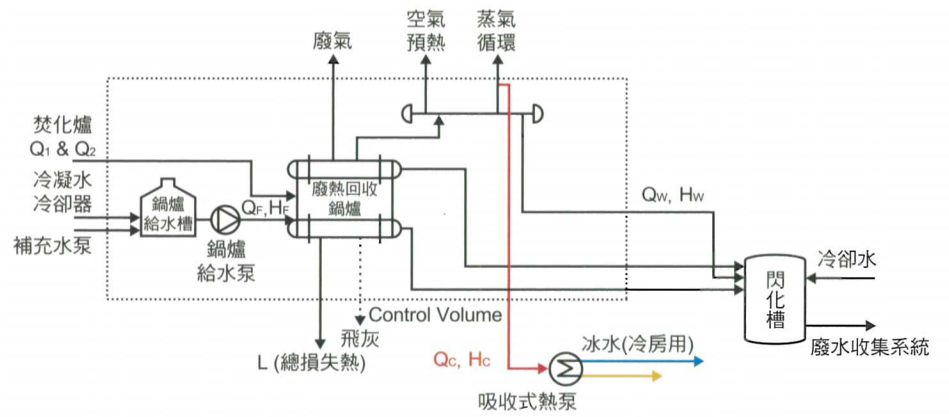 空氣
預熱
蒸氣
循環
廢氣
焚化爐
Q₁ & Q₂
冷凝水
冷卻器
補充水泵
鍋爐
給水槽
鍋爐
給水泵
QF,HF
廢熱回收
鍋爐
QW, HW
冷卻水
閃化槽
廢水收集系統
Control Volume
飛灰
L (總損失熱)
QC, HC
冰水(冷房用)
吸收式熱泵